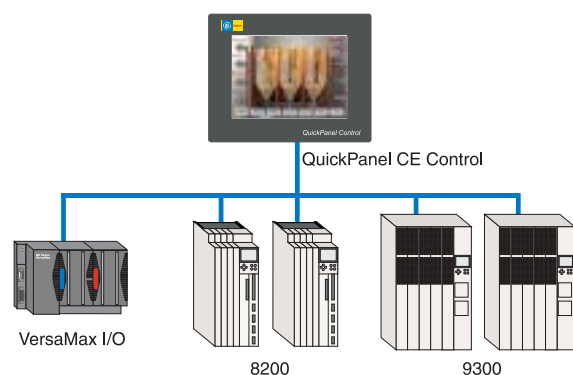 QuickPanel Control
QuickPanel CE Control
VersaMax I/O
8200
9300